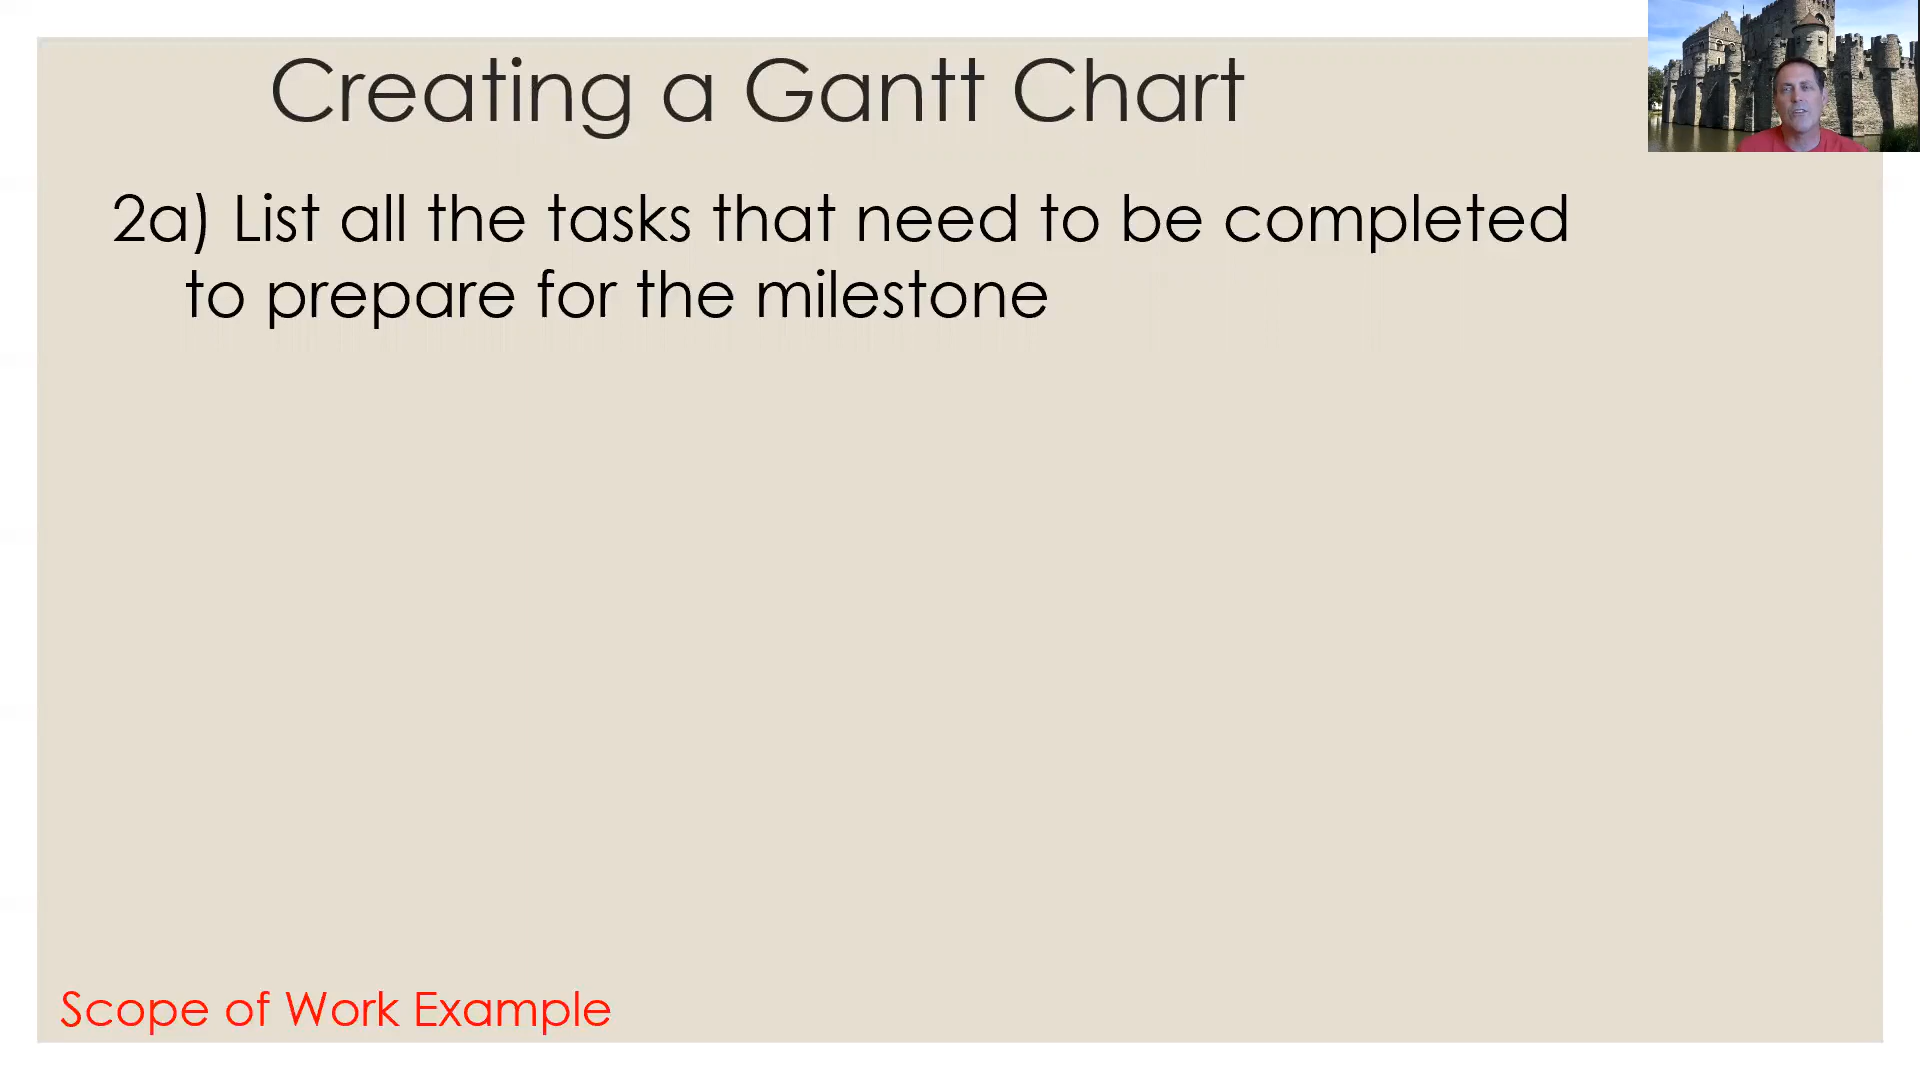 Creating a Gantt Chart
2a) List all the tasks that need to be completed
to prepare for the milestone
Scope of Work Example